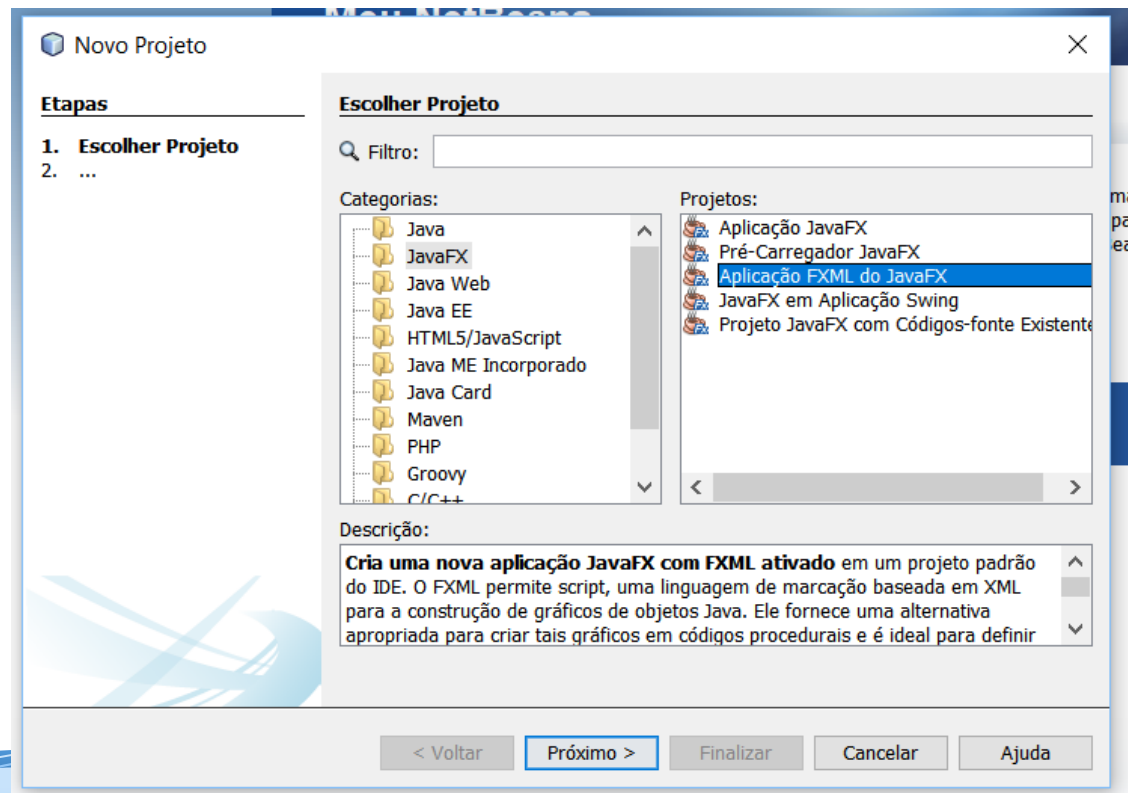 Meu NetBeans
Novo Projeto
Etapas
1. Escolher Projeto
2. ...
Escolher Projeto
Filtro:
Categorias:
Java
JavaFX
Java Web
Java EE
HTML5/JavaScript
Java ME Incorporado
Java Card
Maven
PHP
Groovy
C/C++
Projetos:
Aplicação JavaFX
Pré-Carregador JavaFX
Aplicação FXML do JavaFX
JavaFX em Aplicação Swing
Projeto JavaFX com Códigos-fonte Existente
Descrição:
Cria uma nova aplicação JavaFX com FXML ativado em um projeto padrão
do IDE. O FXML permite script, uma linguagem de marcação baseada em XML
para a construção de gráficos de objetos Java. Ele fornece uma alternativa
apropriada para criar tais gráficos em códigos procedurais e é ideal para definir
< Voltar
Próximo >
Finalizar
Cancelar
Ajuda